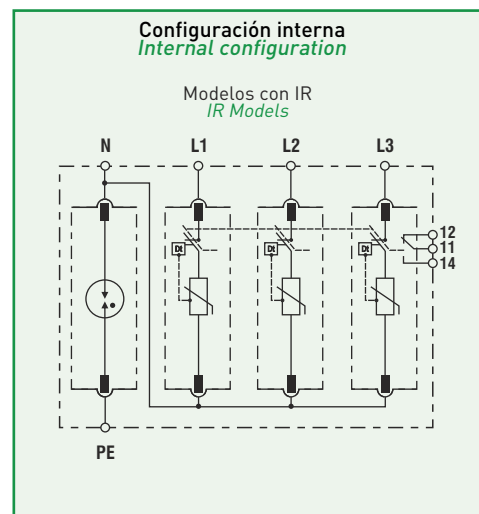 Configuración interna
Internal configuration
Modelos con IR
IR Models
N L1 L2 L3
12
11
14
Dt Dt Dt
PE